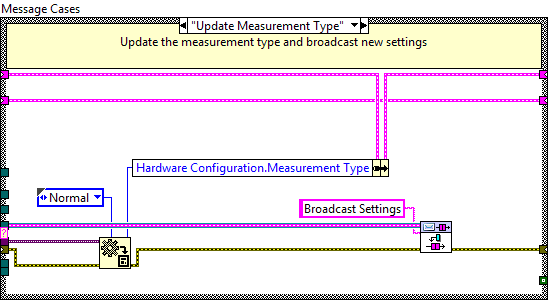 Message Cases
"Update Measurement Type"
Update the measurement type and broadcast new settings
Hardware Configuration.Measurement Type
Normal
Broadcast Settings
?